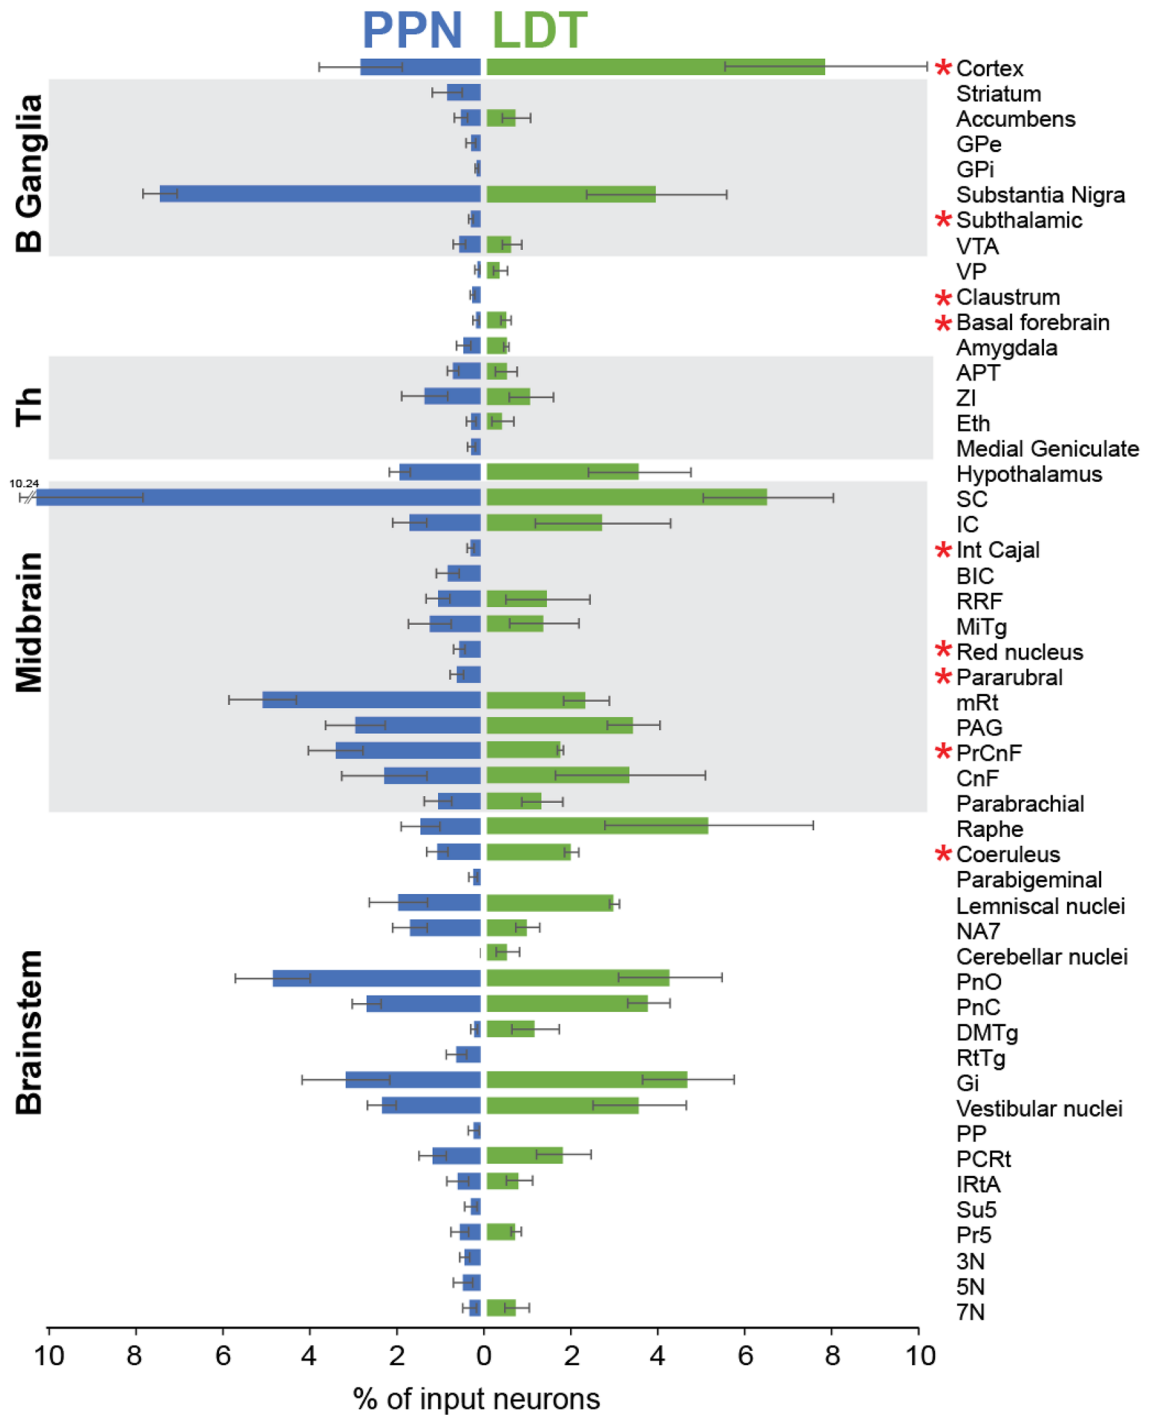 PPN LDT
* Cortex
B Ganglia
Striatum
Accumbens
GPe
GPi
Substantia Nigra
* Subthalamic
VTA
VP
* Claustrum
* Basal forebrain
Amygdala
Th
APT
ZI
Eth
Medial Geniculate
Hypothalamus
10.24
Midbrain
SC
IC
* Int Cajal
BIC
RRF
MiTg
* Red nucleus
* Pararubral
mRt
PAG
* PrCnF
CnF
Parabrachial
Brainstem
Raphe
* Coeruleus
Parabigeminal
Lemniscal nuclei
NA7
Cerebellar nuclei
PnO
PnC
DMTg
RtTg
Gi
Vestibular nuclei
PP
PCRt
IRtA
Su5
Pr5
3N
5N
7N
10 8 6 4 2 0 2 4 6 8 10
% of input neurons